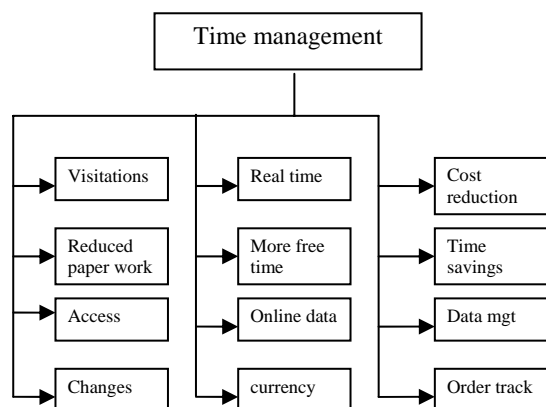 Time management
Visitations
Real time
Cost
reduction
Reduced
paper work
More free
time
Time
savings
Access
Online data
Data mgt
Changes
currency
Order track